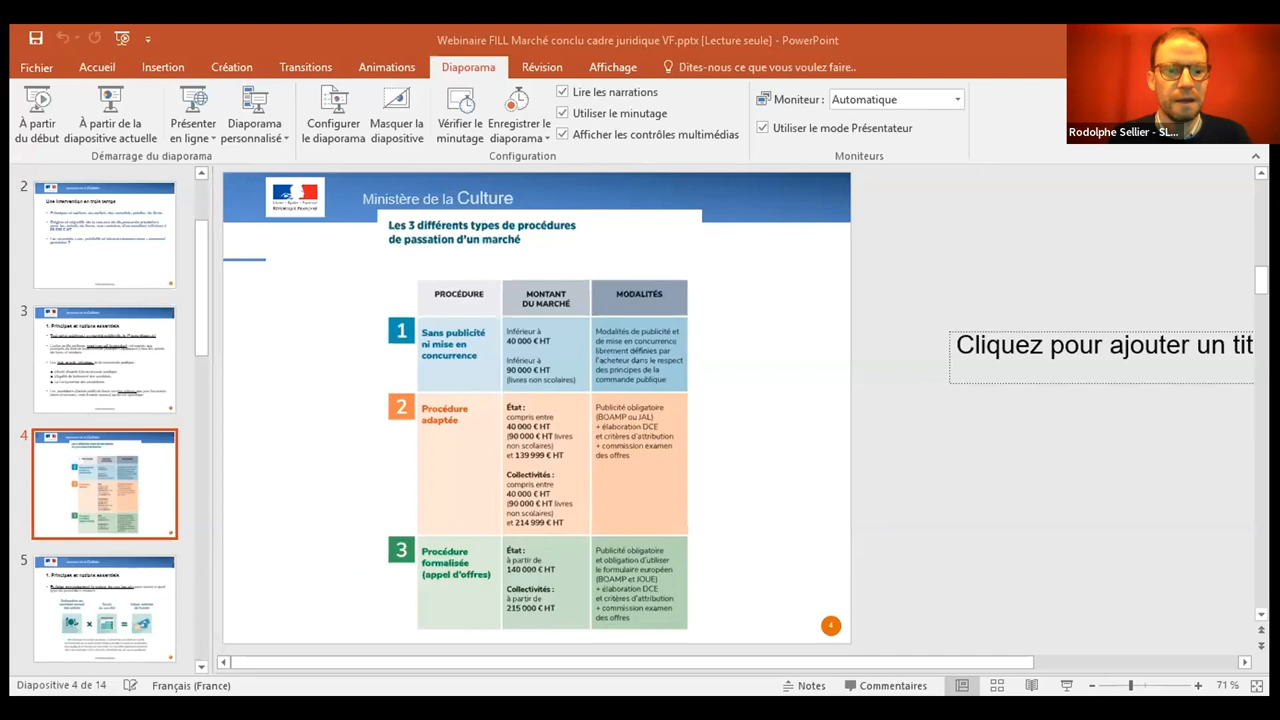 Webinaire FILL Marché conclu cadre juridique VF.pptx [Lecture seule] - PowerPoint
Fichier Accueil Insertion Création Transitions Animations Diaporama Révision Affichage Dites-nous ce que vous voulez faire..
À partir du début
À partir de la diapositive actuelle
Présenter en ligne
Diaporama personnalisé
Démarrage du diaporama
Configurer le diaporama
Masquer la diapositive
Vérifier le minutage
Enregistrer le diaporama
Lire les narrations
Utiliser le minutage
Afficher les contrôles multimédias
Configuration
Moniteur : Automatique
Utiliser le mode Présentateur
Moniteurs
Rodolphe Sellier - SL...
2
3
1. Principes et notions essentiels
4
5
1. Principes et notions essentiels
RÉPUBLIQUE FRANÇAISE
Ministère de la Culture
Les 3 différents types de procédures
de passation d'un marché
PROCÉDURE
MONTANT
DU MARCHÉ
MODALITÉS
1
Sans publicité
ni mise en
concurrence
Inférieur à
40 000 € HT
Inférieur à
90 000 € HT
(livres non scolaires)
Modalités de publicité et
de mise en concurrence
librement définies par
l'acheteur dans le respect
des principes de la
commande publique
2
Procédure
adaptée
État :
compris entre
40 000 € HT
(90 000 € HT livres
non scolaires)
et 139 999 € HT
Collectivités :
compris entre
40 000 € HT
(90 000 € HT livres
non scolaires)
et 214 999 € HT
Publicité obligatoire
(BOAMP ou JAL)
+ élaboration DCE
et critères d'attribution
+ commission examen
des offres
3
Procédure
formalisée
(appel d'offres)
État :
à partir de
140 000 € HT
Collectivités :
à partir de
215 000 € HT
Publicité obligatoire
et obligation d'utiliser
le formulaire européen
(BOAMP et JOUE)
+ élaboration DCE
et critères d'attribution
+ commission examen
des offres
4
Cliquez pour ajouter un tit
Diapositive 4 de 14 Français (France) Notes Commentaires 71 %